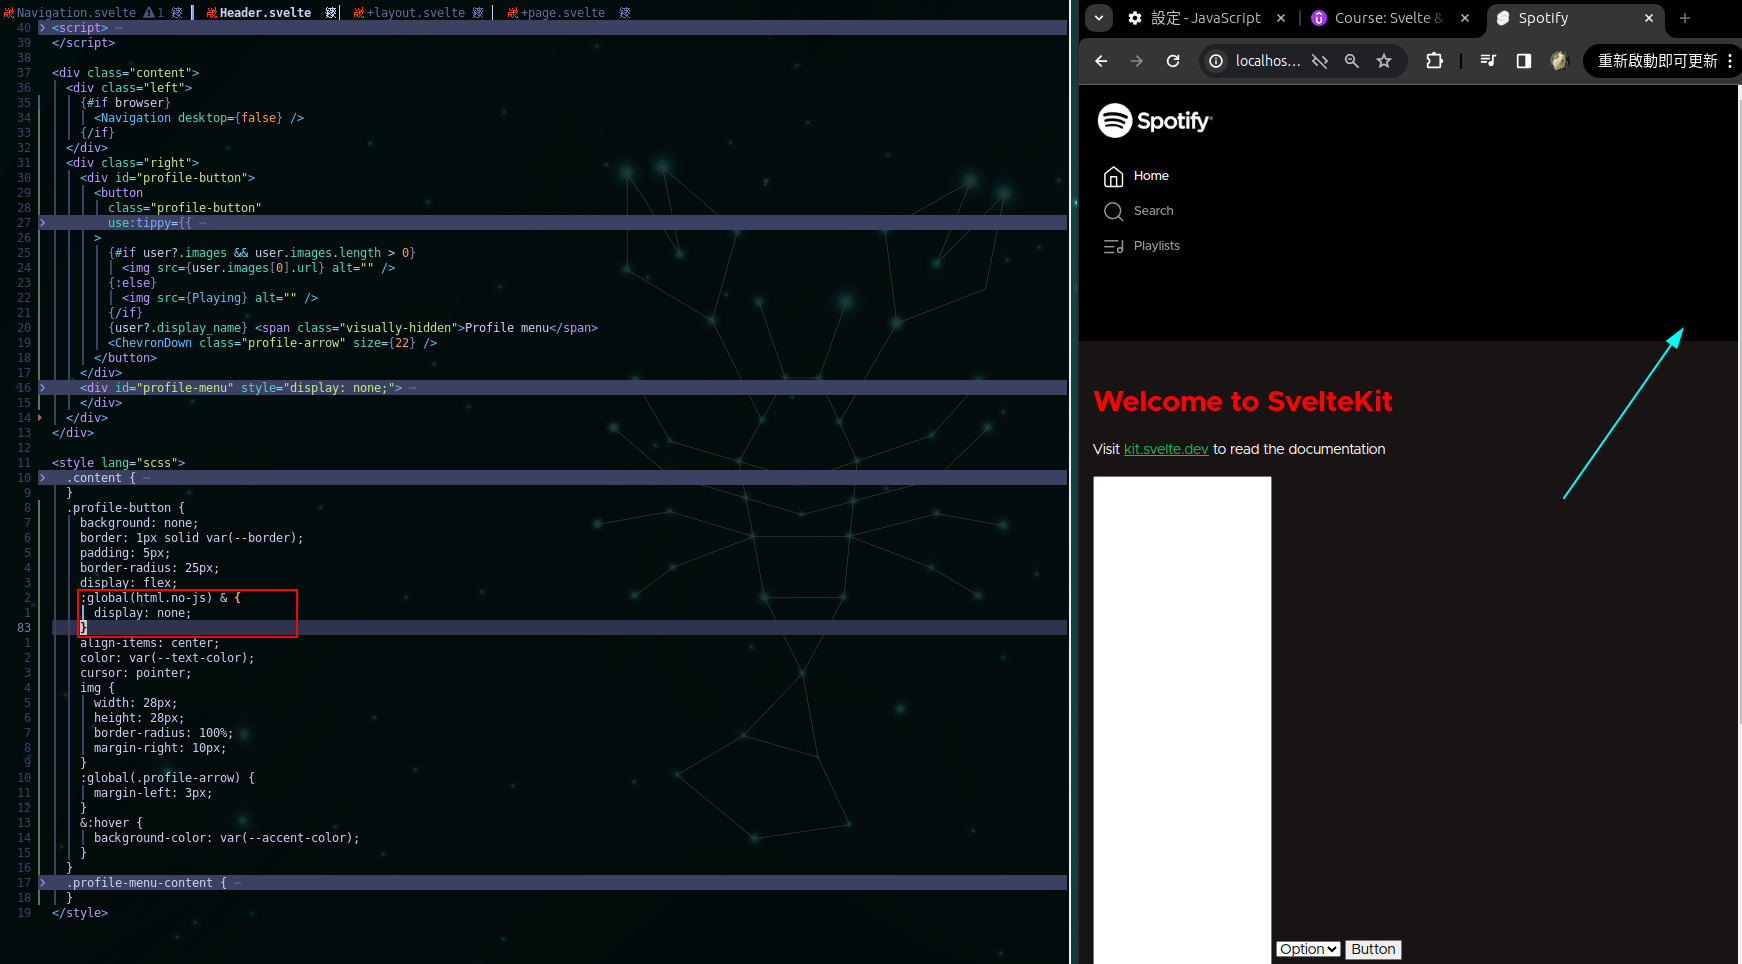 Navigation.svelte 1 Header.svelte +layout.svelte +page.svelte
40 <script> ⋯
39 </script>
38
37 <div class="content">
36 <div class="left">
35 {#if browser}
34 <Navigation desktop={false} />
33 {/if}
32 </div>
31 <div class="right">
30 <div id="profile-button">
29 <button
28 class="profile-button"
27 use:tippy={{ ⋯
26 >
25 {#if user?.images && user.images.length > 0}
24 <img src={user.images[0].url} alt="" />
23 {:else}
22 <img src={Playing} alt="" />
21 {/if}
20 {user?.display_name} <span class="visually-hidden">Profile menu</span>
19 <ChevronDown class="profile-arrow" size={22} />
18 </button>
17 </div>
16 <div id="profile-menu" style="display: none;"> ⋯
15 </div>
14 </div>
13 </div>
12
11 <style lang="scss">
10 .content { ⋯
9 }
8 .profile-button {
7 background: none;
6 border: 1px solid var(--border);
5 padding: 5px;
4 border-radius: 25px;
3 display: flex;
2 :global(html.no-js) & {
1 display: none;
83 }
1 align-items: center;
2 color: var(--text-color);
3 cursor: pointer;
4 img {
5 width: 28px;
6 height: 28px;
7 border-radius: 100%;
8 margin-right: 10px;
9 }
10 :global(.profile-arrow) {
11 margin-left: 3px;
12 }
13 &:hover {
14 background-color: var(--accent-color);
15 }
16 }
17 .profile-menu-content { ⋯
18 }
19 </style>
設定 - JavaScript
Course: Svelte &
Spotify
localhos...
重新啟動即可更新
Spotify
Home
Search
Playlists
Welcome to SvelteKit
Visit kit.svelte.dev to read the documentation
Option Button